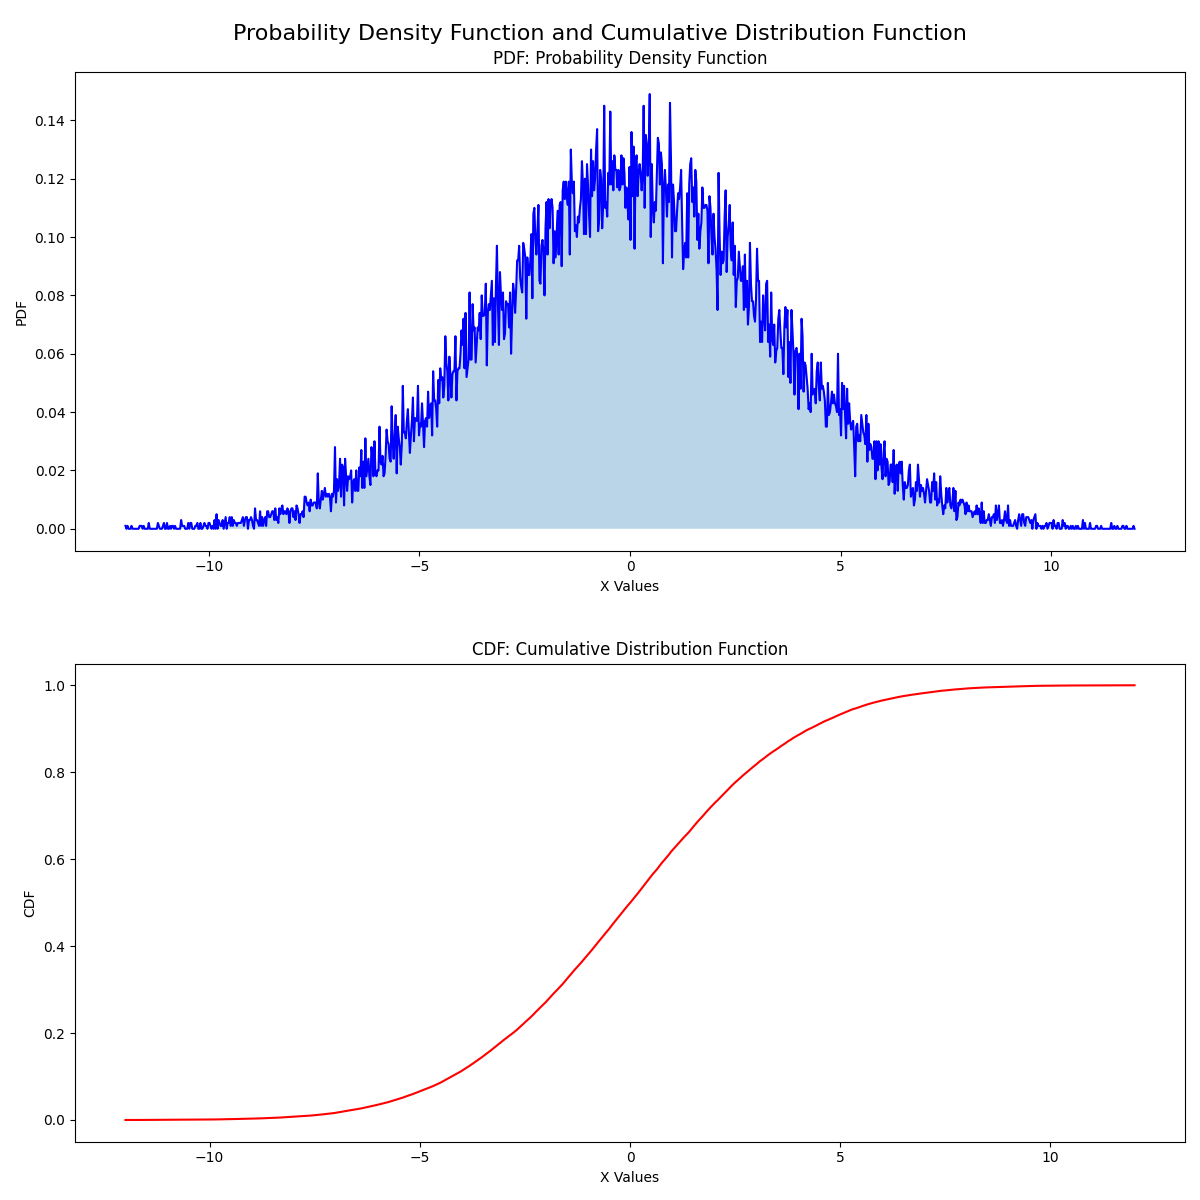 Probability Density Function and Cumulative Distribution Function
PDF: Probability Density Function
0.14
0.12
0.10
0.08
0.06
0.04
0.02
0.00
PDF
−10 −5 0 5 10
X Values
CDF: Cumulative Distribution Function
1.0
0.8
0.6
0.4
0.2
0.0
CDF
−10 −5 0 5 10
X Values